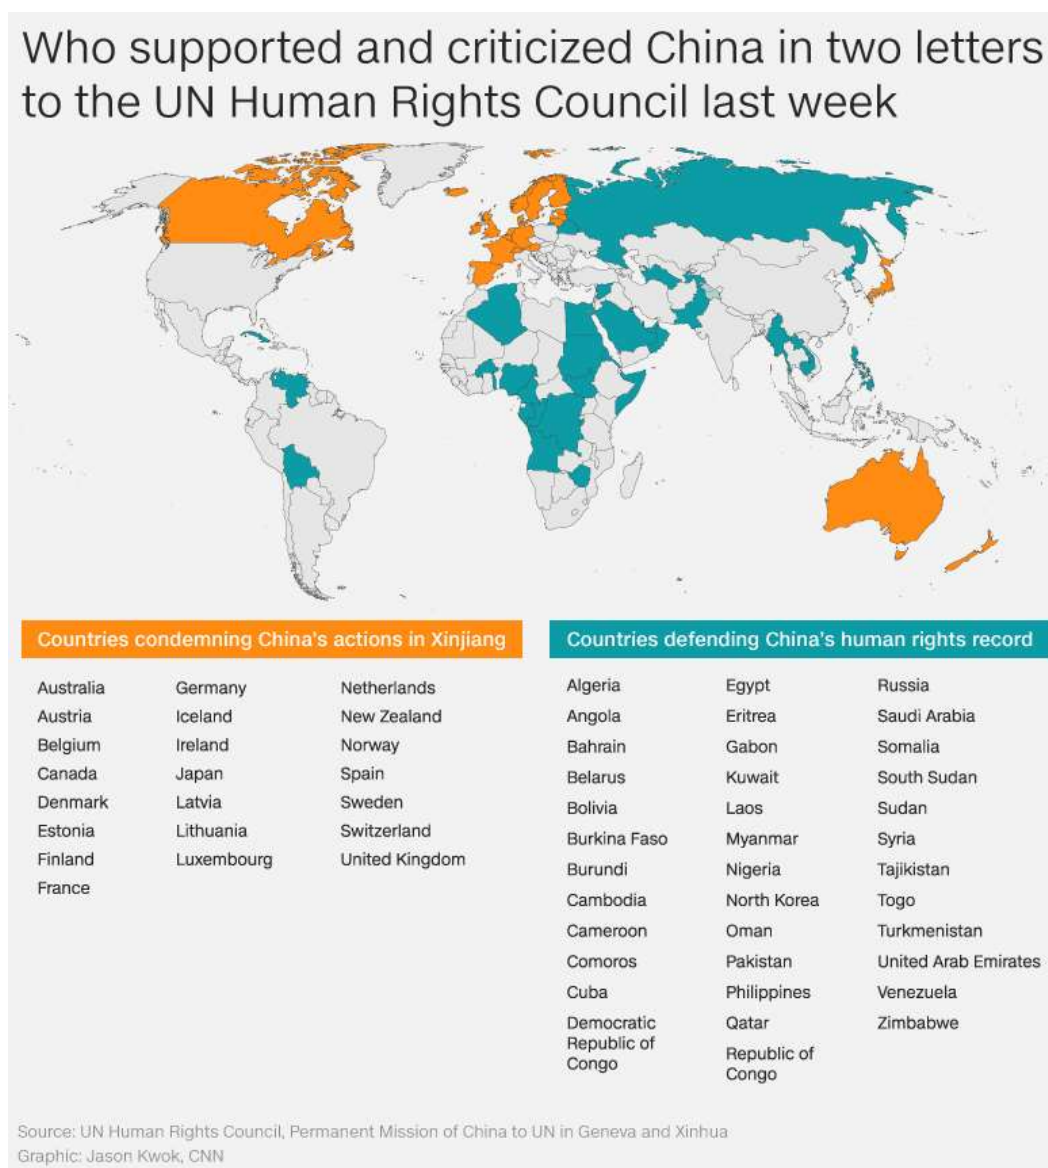 Who supported and criticized China in two letters
to the UN Human Rights Council last week
Countries condemning China's actions in Xinjiang
Australia
Austria
Belgium
Canada
Denmark
Estonia
Finland
France
Germany
Iceland
Ireland
Japan
Latvia
Lithuania
Luxembourg
Netherlands
New Zealand
Norway
Spain
Sweden
Switzerland
United Kingdom
Countries defending China's human rights record
Algeria
Angola
Bahrain
Belarus
Bolivia
Burkina Faso
Burundi
Cambodia
Cameroon
Comoros
Cuba
Democratic
Republic of
Congo
Egypt
Eritrea
Gabon
Kuwait
Laos
Myanmar
Nigeria
North Korea
Oman
Pakistan
Philippines
Qatar
Republic of
Congo
Russia
Saudi Arabia
Somalia
South Sudan
Sudan
Syria
Tajikistan
Togo
Turkmenistan
United Arab Emirates
Venezuela
Zimbabwe
Source: UN Human Rights Council, Permanent Mission of China to UN in Geneva and Xinhua
Graphic: Jason Kwok, CNN